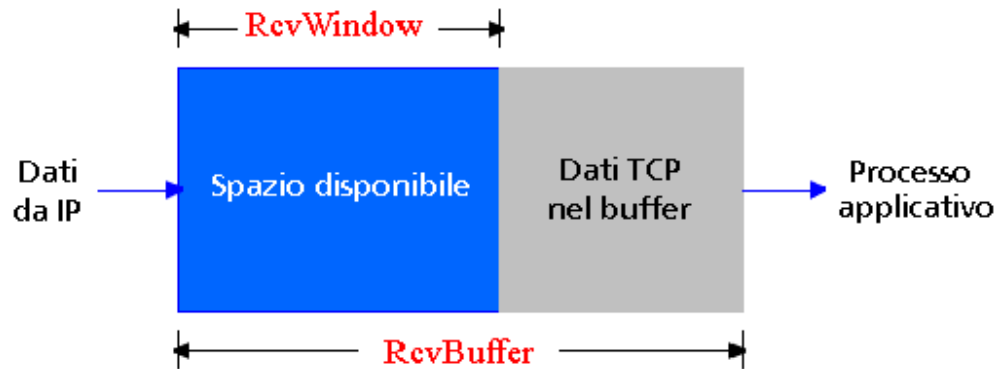 RcvWindow
Dati
da IP
Spazio disponibile
Dati TCP
nel buffer
Processo
applicativo
RcvBuffer